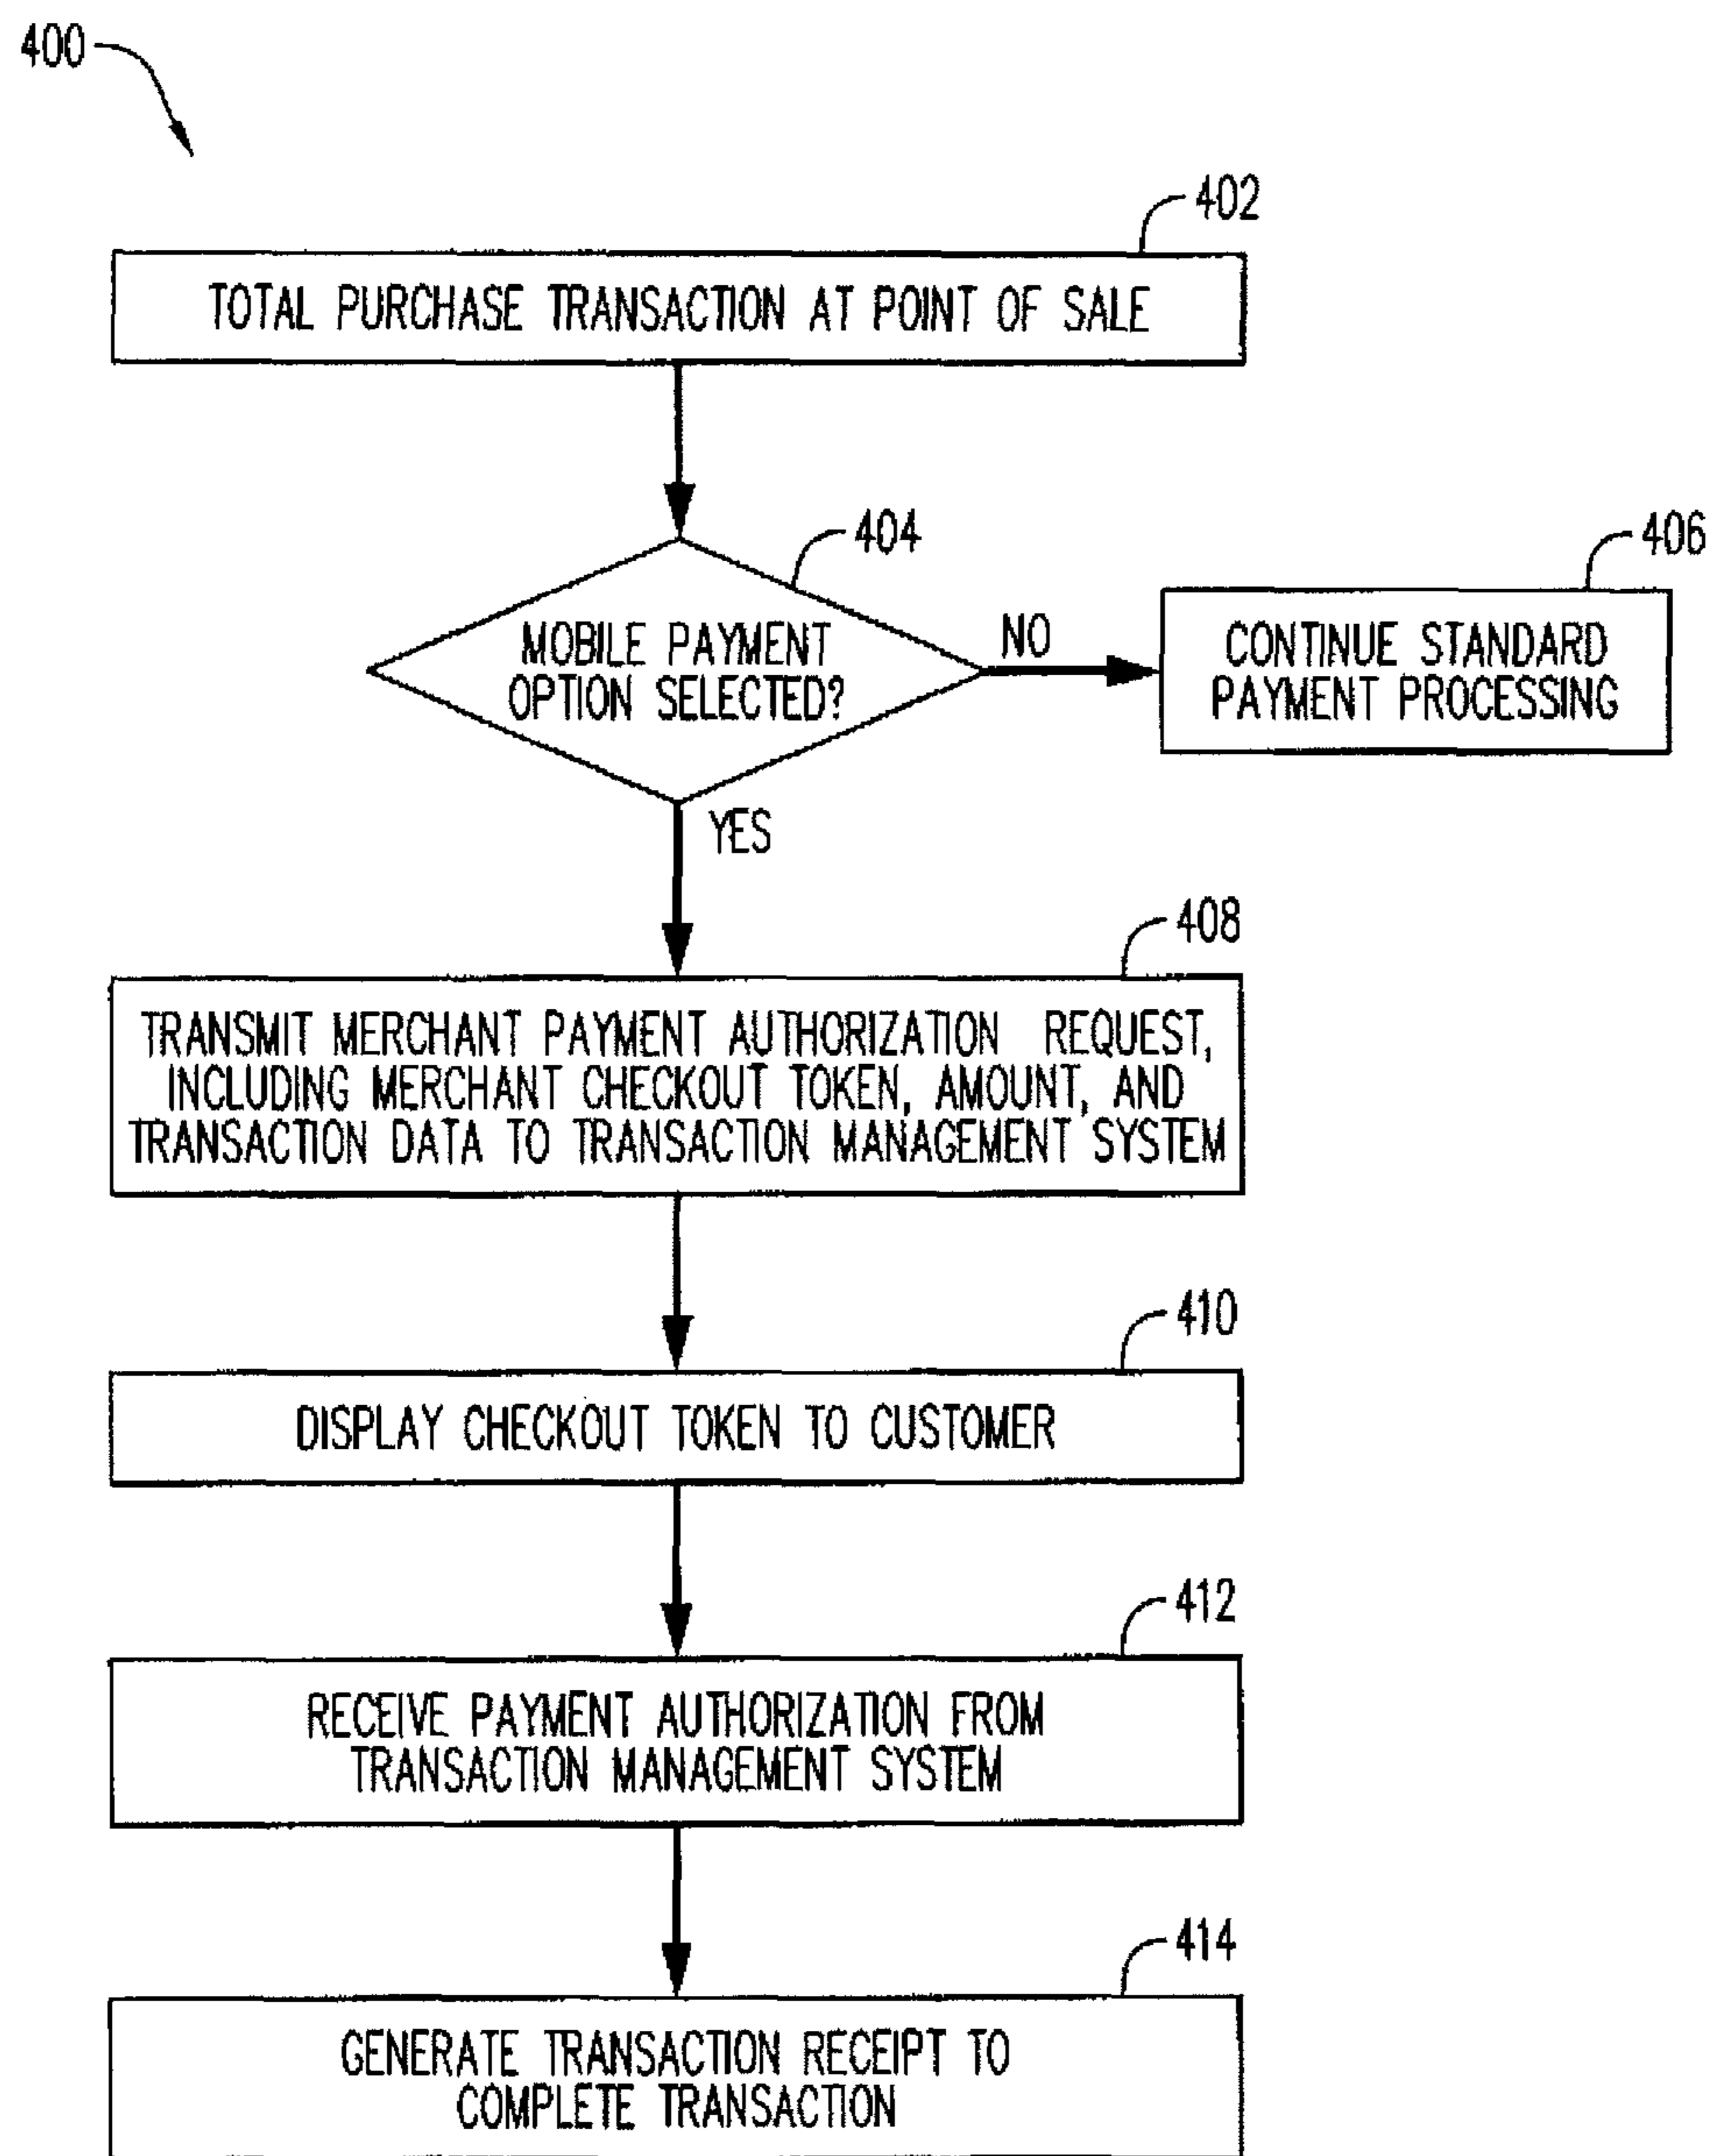 400
402
TOTAL PURCHASE TRANSACTION AT POINT OF SALE
404
406
MOBILE PAYMENT
OPTION SELECTED?
NO
CONTINUE STANDARD
PAYMENT PROCESSING
YES
408
TRANSMIT MERCHANT PAYMENT AUTHORIZATION REQUEST,
INCLUDING MERCHANT CHECKOUT TOKEN, AMOUNT, AND
TRANSACTION DATA TO TRANSACTION MANAGEMENT SYSTEM
410
DISPLAY CHECKOUT TOKEN TO CUSTOMER
412
RECEIVE PAYMENT AUTHORIZATION FROM
TRANSACTION MANAGEMENT SYSTEM
414
GENERATE TRANSACTION RECEIPT TO
COMPLETE TRANSACTION